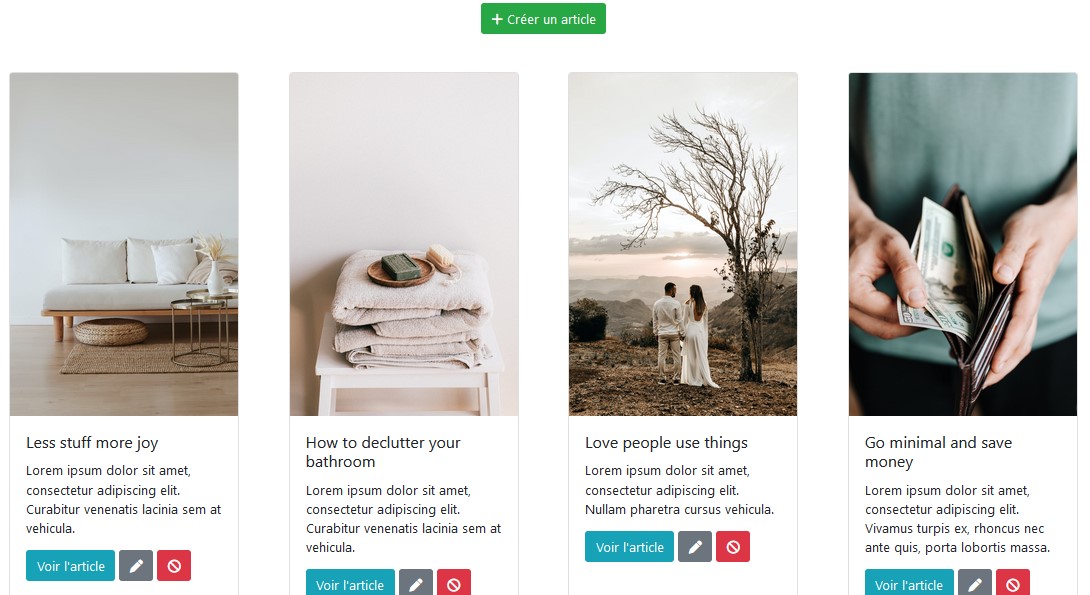 Créer un article
Less stuff more joy
Lorem ipsum dolor sit amet,
consectetur adipiscing elit.
Curabitur venenatis lacinia sem at
vehicula.
Voir l'article
How to declutter your
bathroom
Lorem ipsum dolor sit amet,
consectetur adipiscing elit.
Curabitur venenatis lacinia sem at
vehicula.
Voir l'article
Love people use things
Lorem ipsum dolor sit amet,
consectetur adipiscing elit.
Nullam pharetra cursus vehicula.
Voir l'article
Go minimal and save
money
Lorem ipsum dolor sit amet,
consectetur adipiscing elit.
Vivamus turpis ex, rhoncus nec
ante quis, porta lobortis massa.
Voir l'article